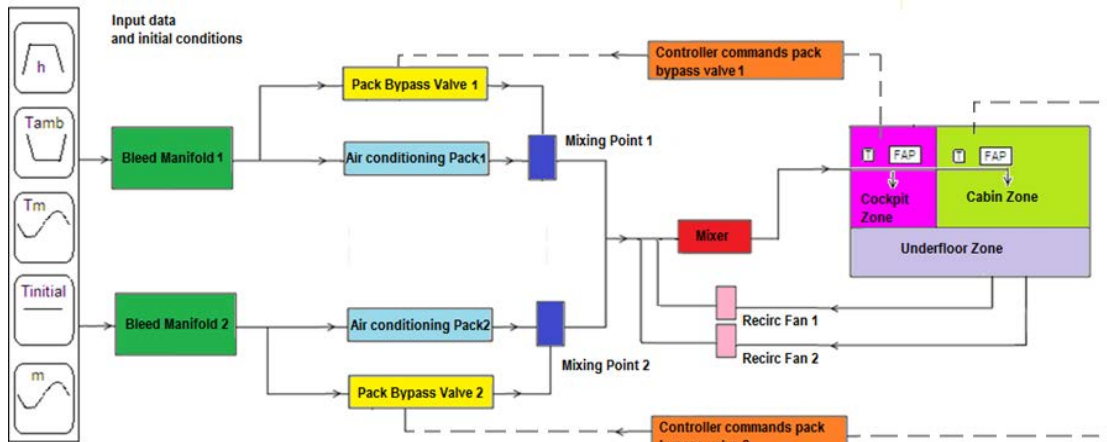 Input data
and initial conditions
h
Tamb
Tm
Tinitial
m
Bleed Manifold 1
Bleed Manifold 2
Pack Bypass Valve 1
Air conditioning Pack1
Mixing Point 1
Air conditioning Pack2
Mixing Point 2
Pack Bypass Valve 2
Controller commands pack
bypass valve 1
Mixer
T
FAP
T
FAP
Cockpit
Zone
Cabin Zone
Underfloor Zone
Recirc Fan 1
Recirc Fan 2
Controller commands pack